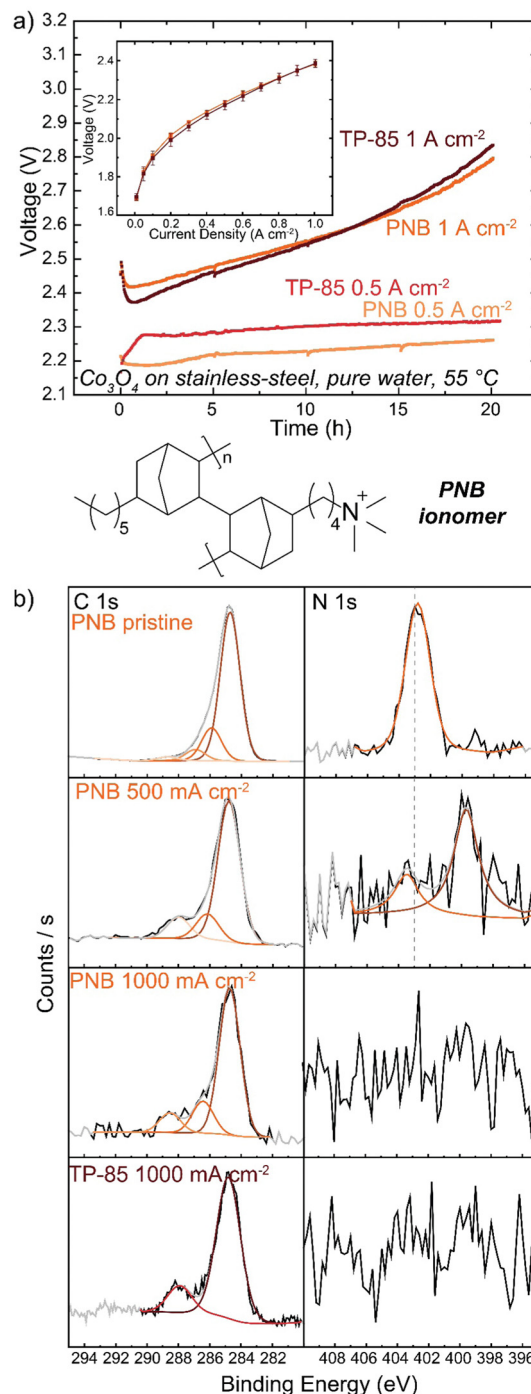 a)
3.2
3.1
3.0
2.9
2.8
2.7
2.6
2.5
2.4
2.3
2.2
2.1
Voltage (V)
2.4
2.2
2.0
1.8
1.6
Voltage (V)
0.0 0.2 0.4 0.6 0.8 1.0
Current Density (A cm⁻²)
TP-85 1 A cm⁻²
PNB 1 A cm⁻²
TP-85 0.5 A cm⁻²
PNB 0.5 A cm⁻²
Co₃O₄ on stainless-steel, pure water, 55 °C
0 5 10 15 20
Time (h)
n
5
4
N
+
PNB
ionomer
b)
C 1s
N 1s
PNB pristine
PNB 500 mA cm⁻²
PNB 1000 mA cm⁻²
TP-85 1000 mA cm⁻²
Counts / s
294 292 290 288 286 284 282
408 406 404 402 400 398 396
Binding Energy (eV)